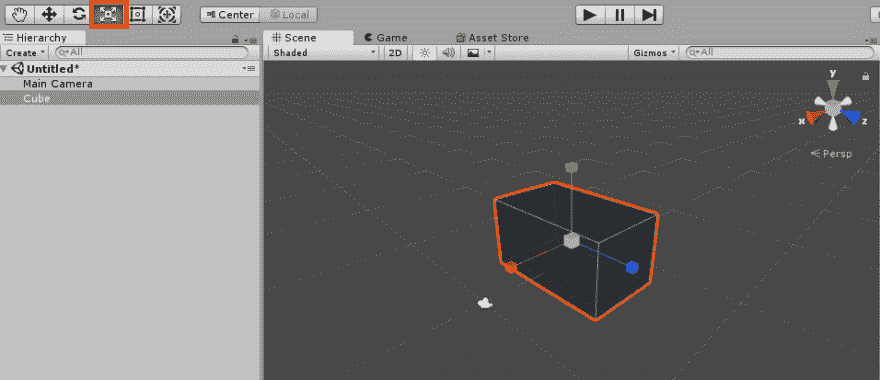 Center Local
Hierarchy
Create All
Untitled*
Main Camera
Cube
Scene Game Asset Store
Shaded 2D Gizmos All
y
x z
Persp